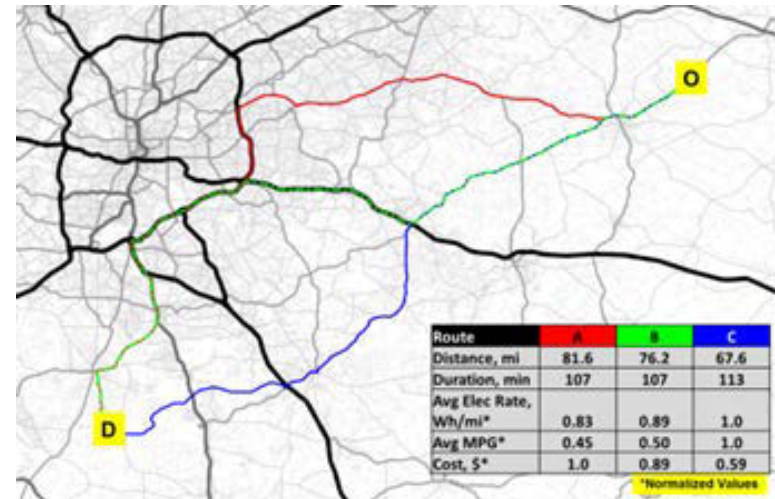 O
D
Route A B C
Distance, mi 81.6 76.2 67.6
Duration, min 107 107 113
Avg Elec Rate,
Wh/mi* 0.83 0.89 1.0
Avg MPG* 0.45 0.50 1.0
Cost, $* 1.0 0.89 0.59
*Normalized Values